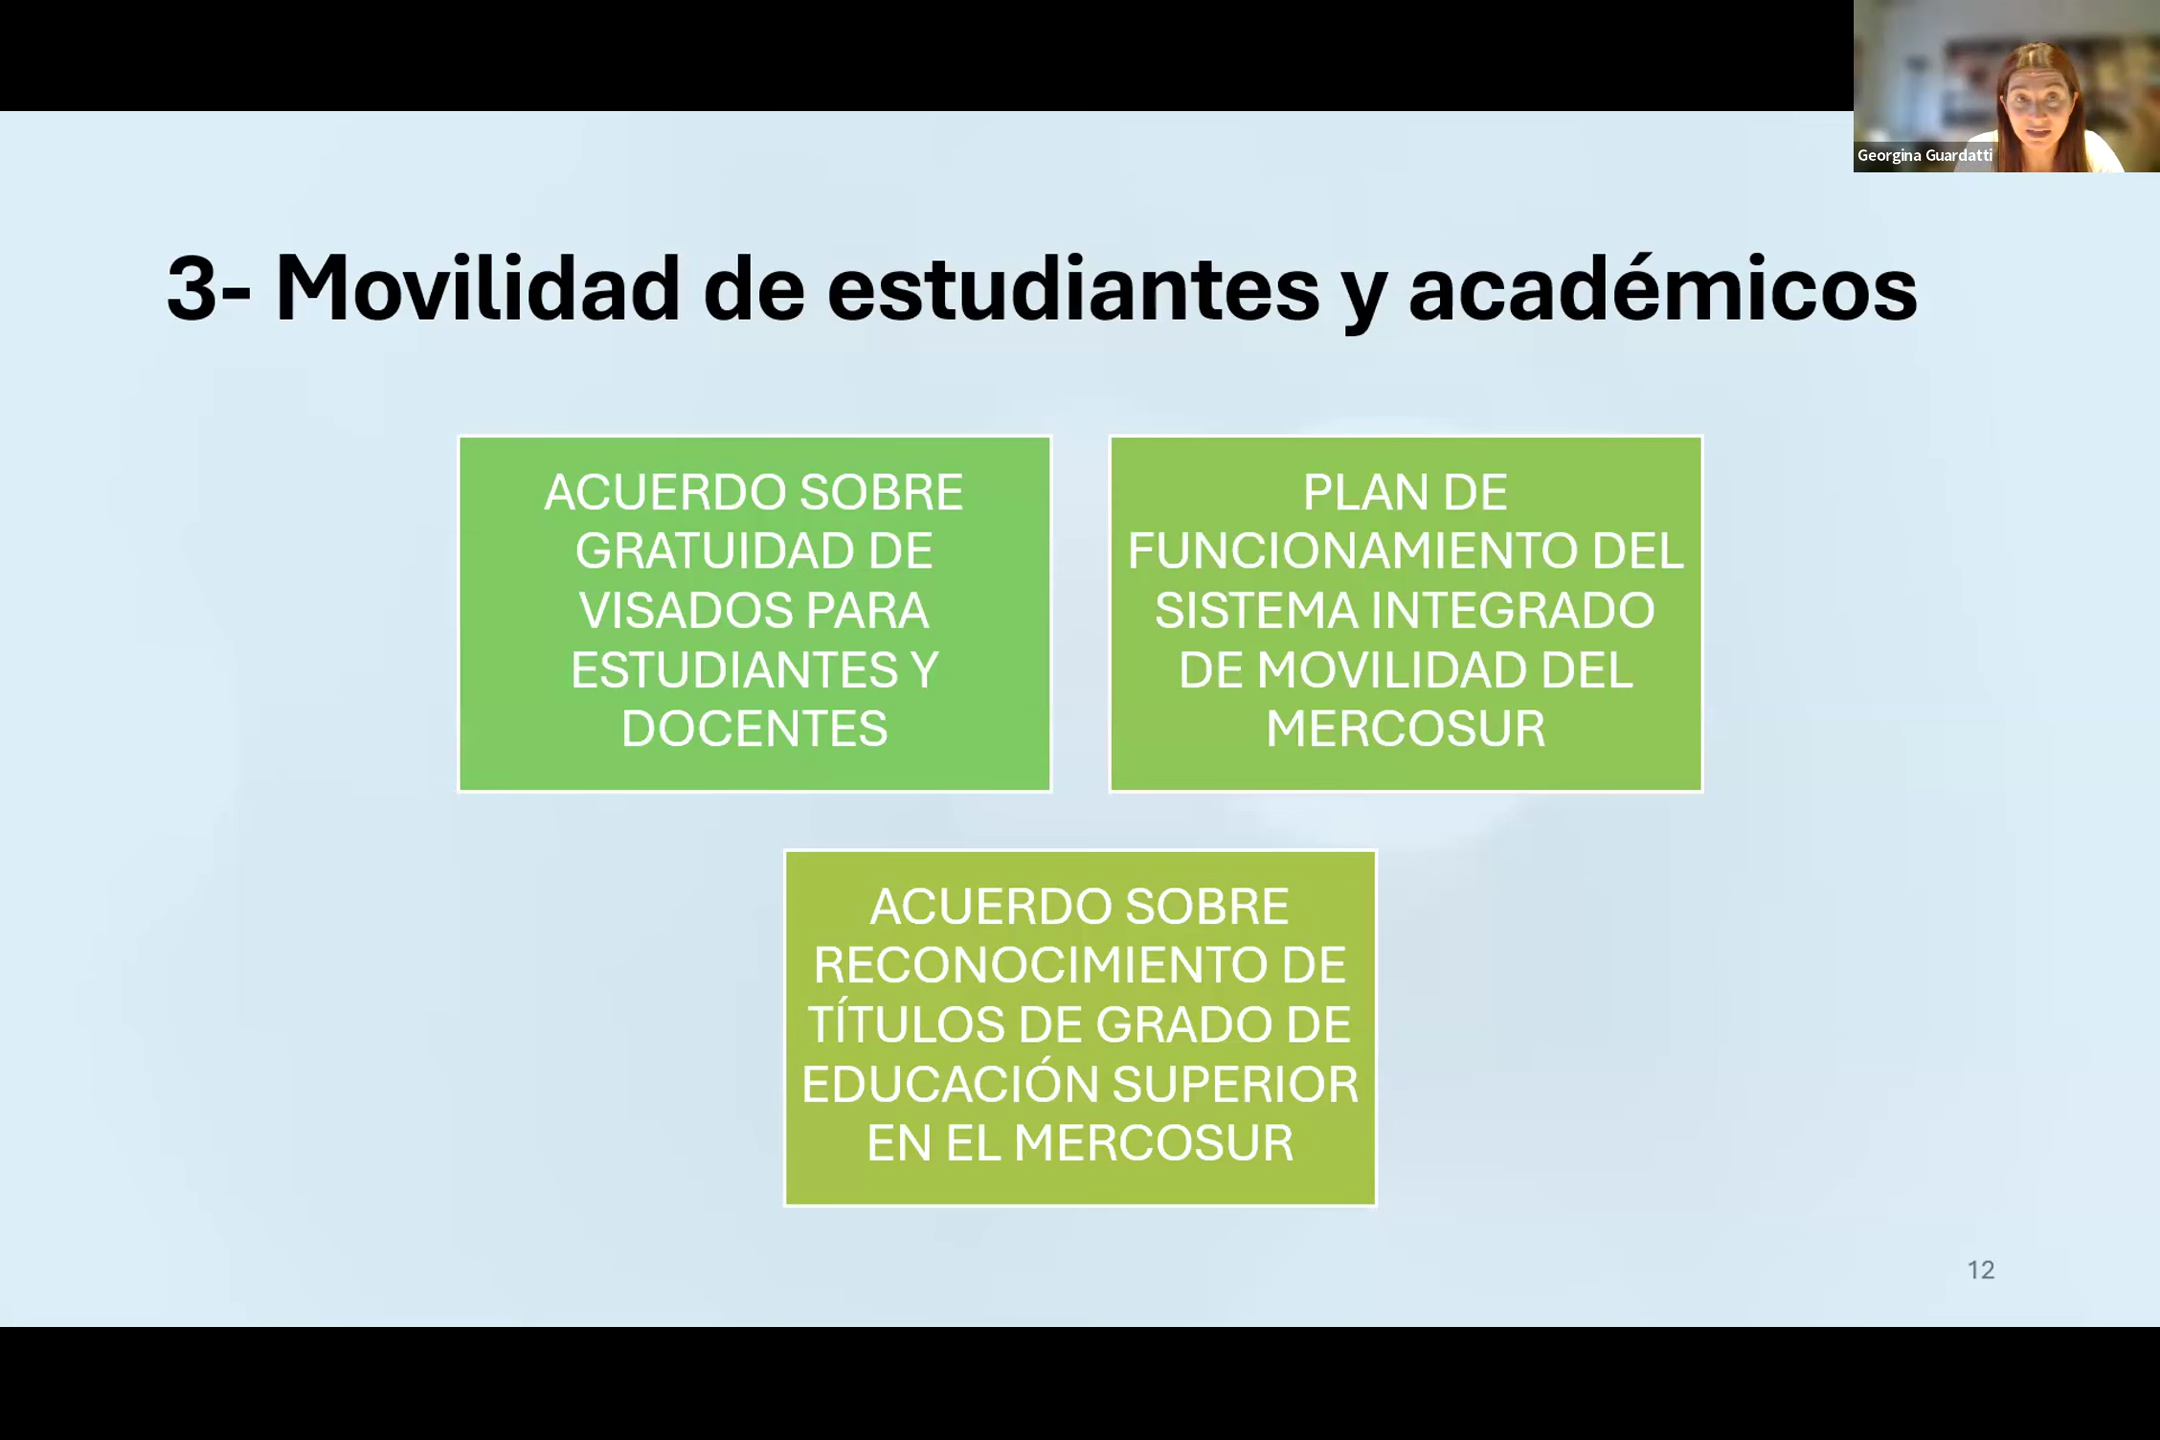 Georgina Guardatti
3- Movilidad de estudiantes y académicos
ACUERDO SOBRE
GRATUIDAD DE
VISADOS PARA
ESTUDIANTES Y
DOCENTES
PLAN DE
FUNCIONAMIENTO DEL
SISTEMA INTEGRADO
DE MOVILIDAD DEL
MERCOSUR
ACUERDO SOBRE
RECONOCIMIENTO DE
TÍTULOS DE GRADO DE
EDUCACIÓN SUPERIOR
EN EL MERCOSUR
12